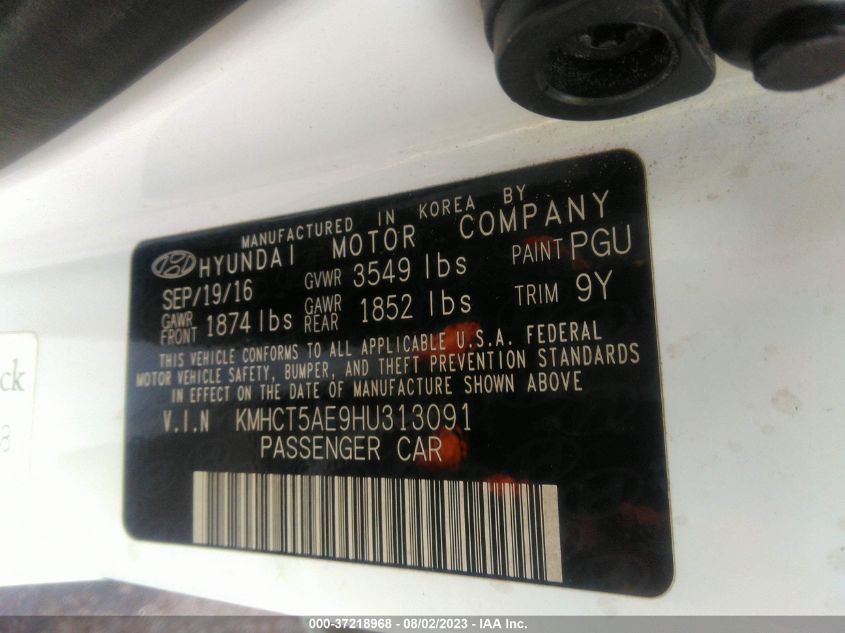 MANUFACTURED IN KOREA BY
HYUNDAI MOTOR COMPANY
SEP/19/16 GVWR 3549 lbs PAINT PGU
GAWR FRONT 1874 lbs GAWR REAR 1852 lbs TRIM 9Y
THIS VEHICLE CONFORMS TO ALL APPLICABLE U.S.A. FEDERAL
MOTOR VEHICLE SAFETY, BUMPER, AND THEFT PREVENTION STANDARDS
IN EFFECT ON THE DATE OF MANUFACTURE SHOWN ABOVE
V.I.N KMHCT5AE9HU313091
PASSENGER CAR
000-37218968 - 08/02/2023 - IAA Inc.